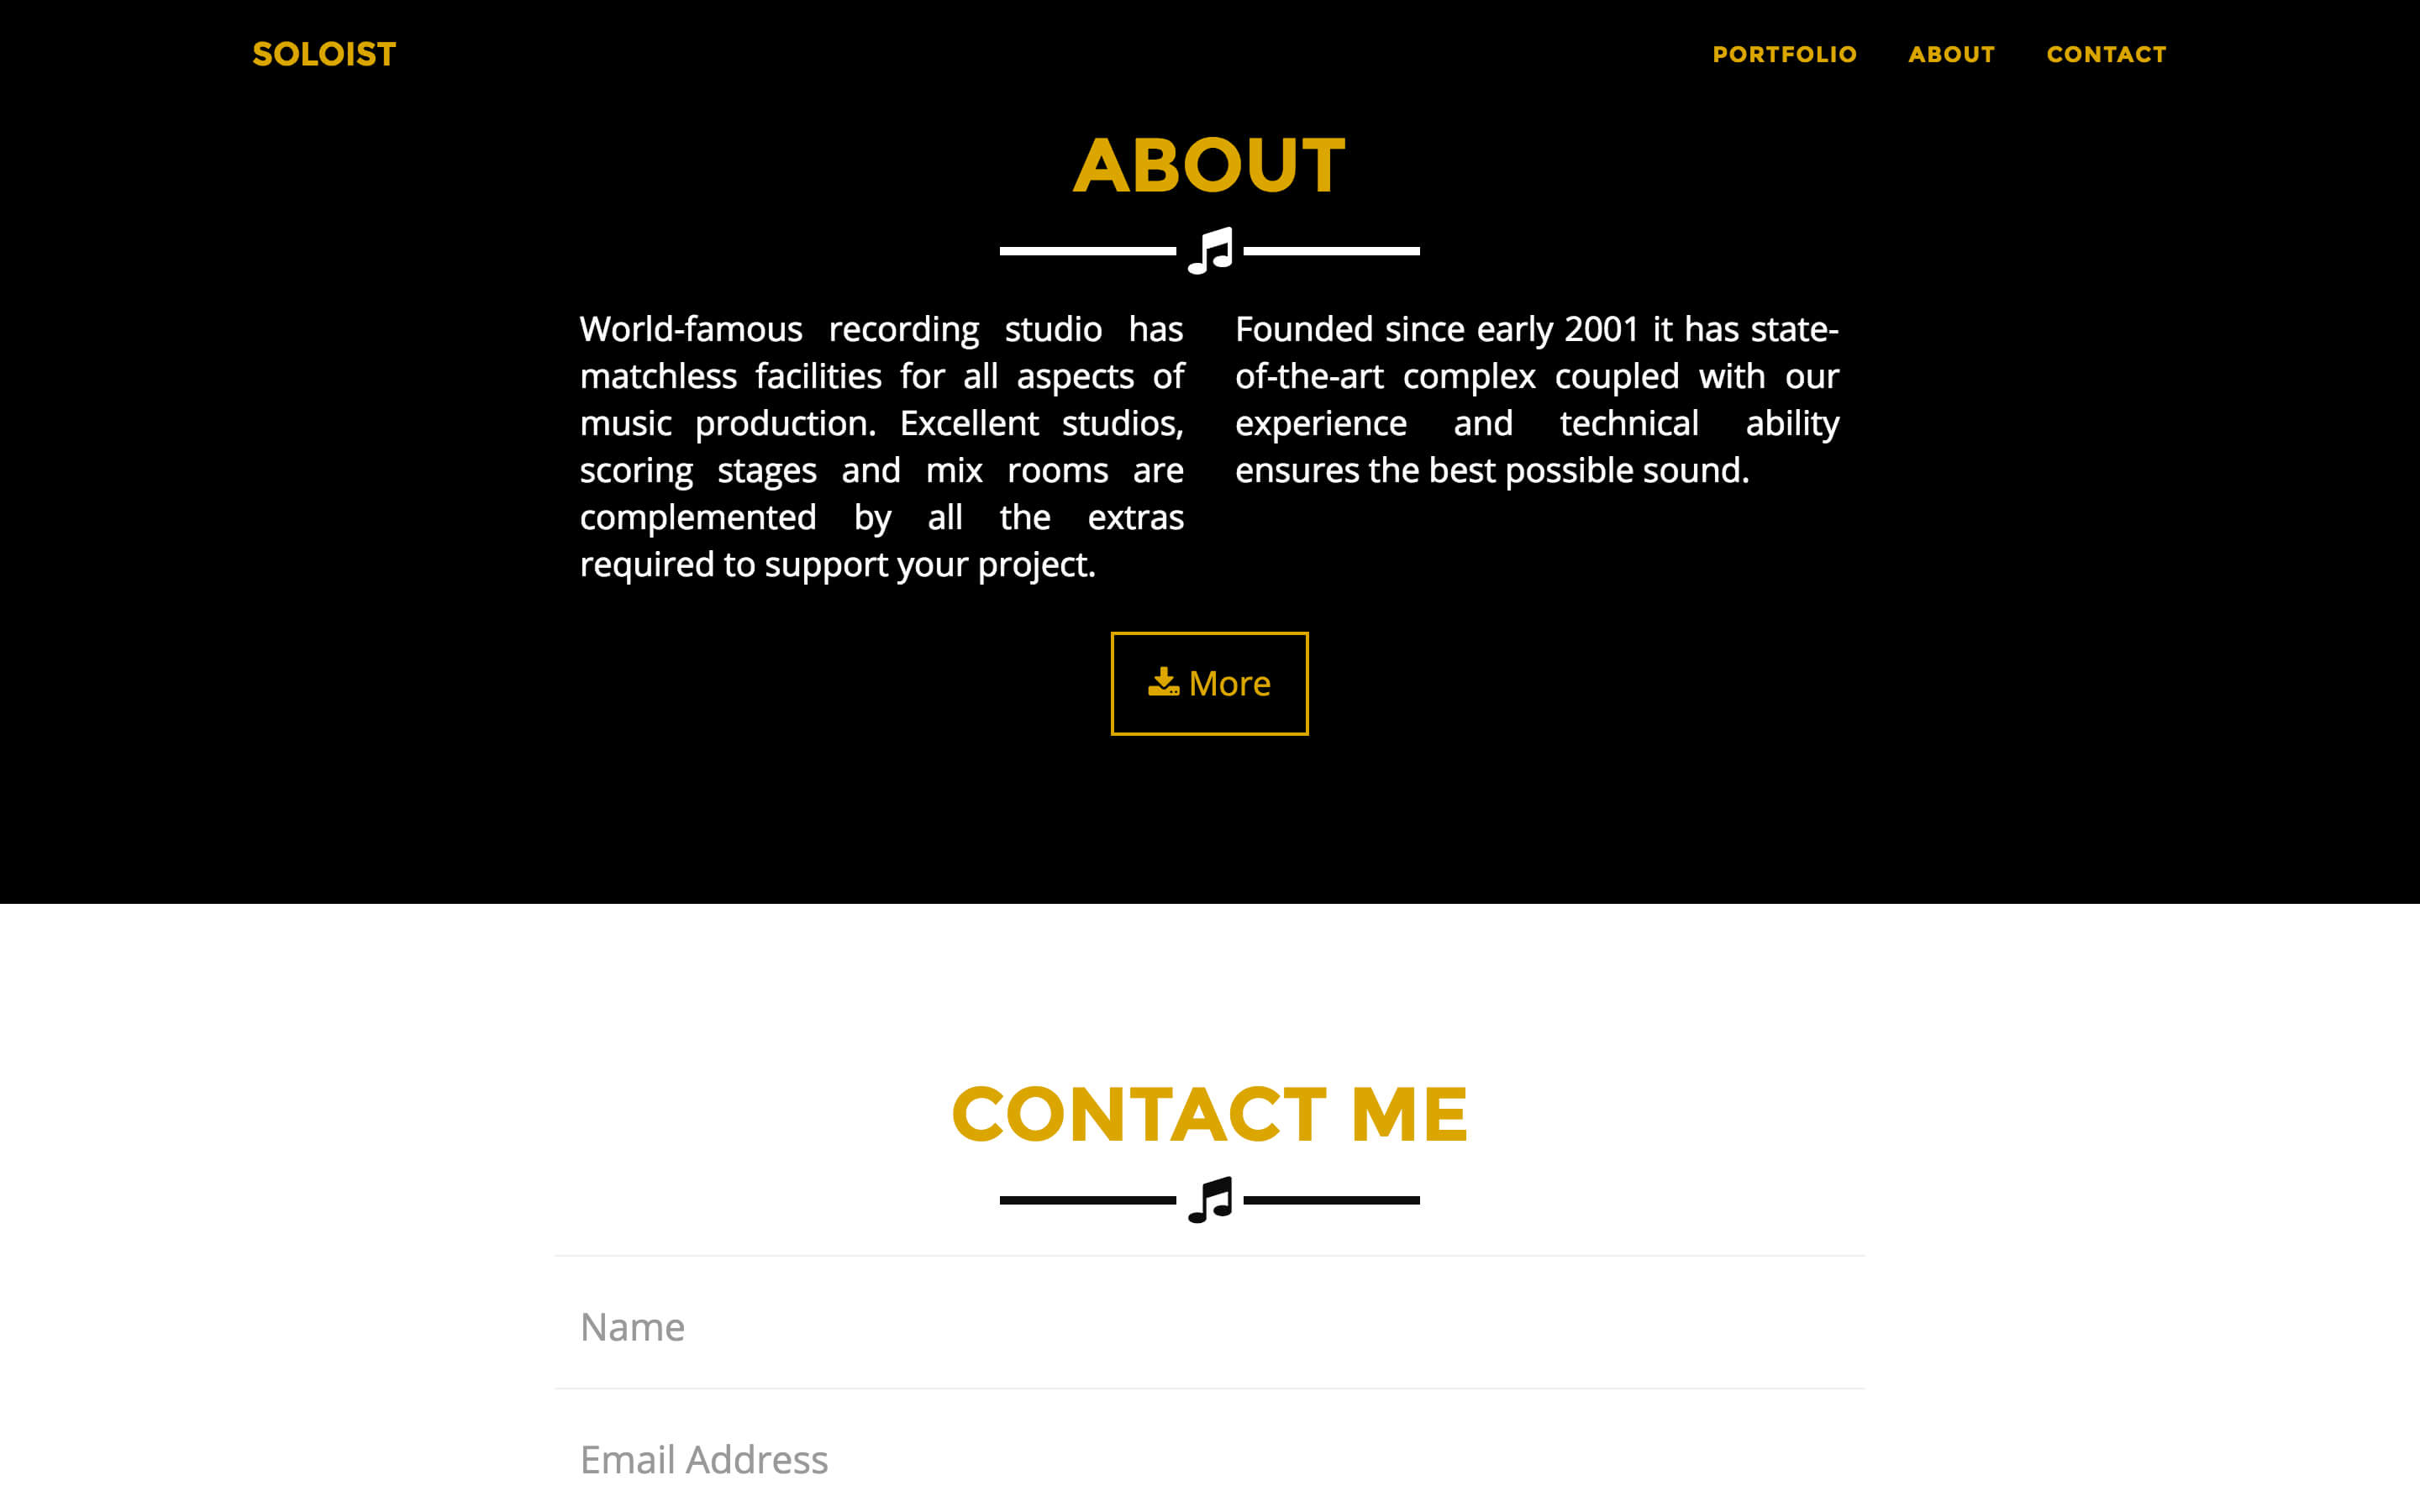 SOLOIST
PORTFOLIO ABOUT CONTACT
ABOUT
World-famous recording studio has
matchless facilities for all aspects of
music production. Excellent studios,
scoring stages and mix rooms are
complemented by all the extras
required to support your project.
Founded since early 2001 it has state-
of-the-art complex coupled with our
experience and technical ability
ensures the best possible sound.
More
CONTACT ME
Name
Email Address